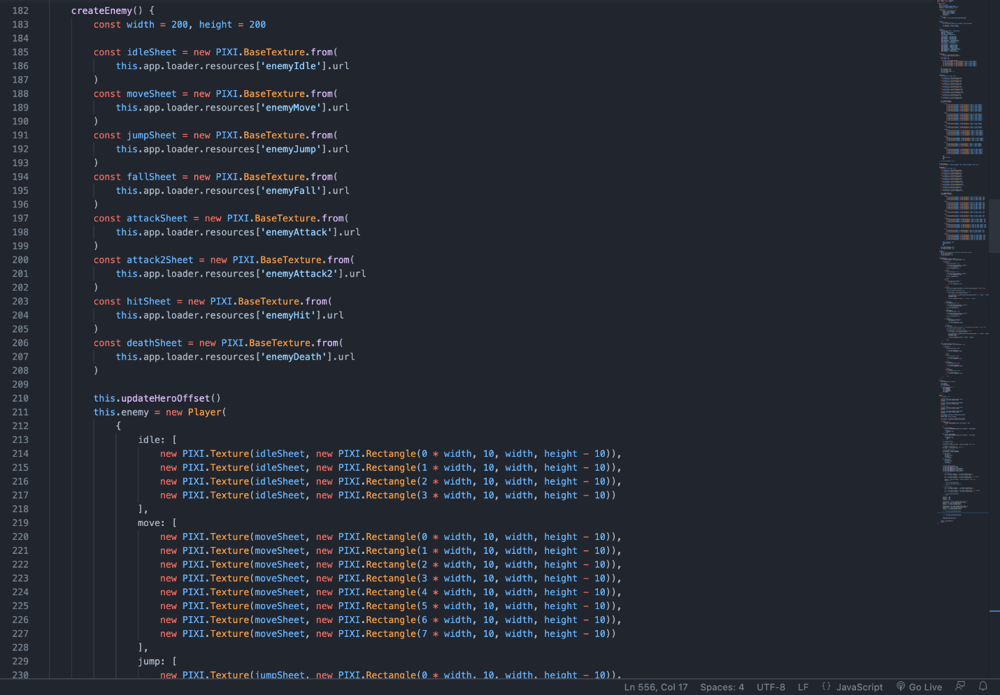 182 createEnemy() {
183 const width = 200, height = 200
184
185 const idleSheet = new PIXI.BaseTexture.from(
186 this.app.loader.resources['enemyIdle'].url
187 )
188 const moveSheet = new PIXI.BaseTexture.from(
189 this.app.loader.resources['enemyMove'].url
190 )
191 const jumpSheet = new PIXI.BaseTexture.from(
192 this.app.loader.resources['enemyJump'].url
193 )
194 const fallSheet = new PIXI.BaseTexture.from(
195 this.app.loader.resources['enemyFall'].url
196 )
197 const attackSheet = new PIXI.BaseTexture.from(
198 this.app.loader.resources['enemyAttack'].url
199 )
200 const attack2Sheet = new PIXI.BaseTexture.from(
201 this.app.loader.resources['enemyAttack2'].url
202 )
203 const hitSheet = new PIXI.BaseTexture.from(
204 this.app.loader.resources['enemyHit'].url
205 )
206 const deathSheet = new PIXI.BaseTexture.from(
207 this.app.loader.resources['enemyDeath'].url
208 )
209
210 this.updateHeroOffset()
211 this.enemy = new Player(
212 {
213 idle: [
214 new PIXI.Texture(idleSheet, new PIXI.Rectangle(0 * width, 10, width, height - 10)),
215 new PIXI.Texture(idleSheet, new PIXI.Rectangle(1 * width, 10, width, height - 10)),
216 new PIXI.Texture(idleSheet, new PIXI.Rectangle(2 * width, 10, width, height - 10)),
217 new PIXI.Texture(idleSheet, new PIXI.Rectangle(3 * width, 10, width, height - 10))
218 ],
219 move: [
220 new PIXI.Texture(moveSheet, new PIXI.Rectangle(0 * width, 10, width, height - 10)),
221 new PIXI.Texture(moveSheet, new PIXI.Rectangle(1 * width, 10, width, height - 10)),
222 new PIXI.Texture(moveSheet, new PIXI.Rectangle(2 * width, 10, width, height - 10)),
223 new PIXI.Texture(moveSheet, new PIXI.Rectangle(3 * width, 10, width, height - 10)),
224 new PIXI.Texture(moveSheet, new PIXI.Rectangle(4 * width, 10, width, height - 10)),
225 new PIXI.Texture(moveSheet, new PIXI.Rectangle(5 * width, 10, width, height - 10)),
226 new PIXI.Texture(moveSheet, new PIXI.Rectangle(6 * width, 10, width, height - 10)),
227 new PIXI.Texture(moveSheet, new PIXI.Rectangle(7 * width, 10, width, height - 10))
228 ],
229 jump: [
230 new PIXI.Texture(jumpSheet, new PIXI.Rectangle(0 * width, 10, width, height - 10)),
Ln 556, Col 17 Spaces: 4 UTF-8 LF {} JavaScript Go Live